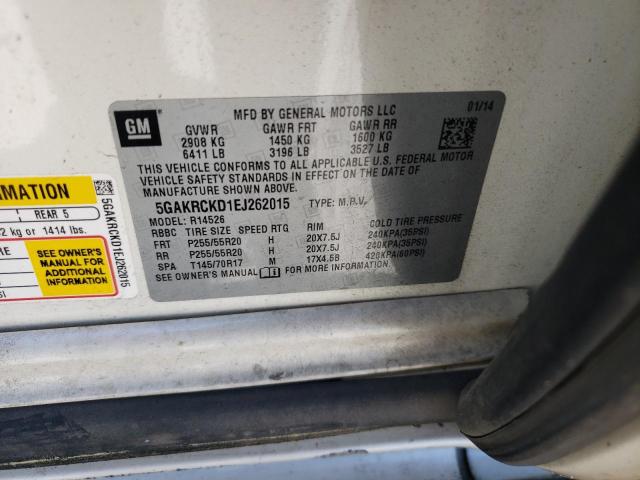 GM
MFD BY GENERAL MOTORS LLC
01/14
GVWR GAWR FRT GAWR RR
2908 KG 1450 KG 1600 KG
6411 LB 3196 LB 3527 LB
THIS VEHICLE CONFORMS TO ALL APPLICABLE U.S. FEDERAL MOTOR
VEHICLE SAFETY STANDARDS IN EFFECT ON THE DATE OF
MANUFACTURE SHOWN ABOVE.
5GAKRCKD1EJ262015 TYPE: M.P.V.
MODEL: R14526
RBBC TIRE SIZE SPEED RTG RIM COLD TIRE PRESSURE
FRT P255/55R20 H 20X7.5J 240KPA(35PSI)
RR P255/55R20 H 20X7.5J 240KPA(35PSI)
SPA T145/70R17 M 17X4.5B 420KPA(60PSI)
SEE OWNER'S MANUAL FOR MORE INFORMATION
RMATION
REAR 5
2 kg or 1414 lbs.
SEE OWNER'S
MANUAL FOR
ADDITIONAL
INFORMATION
5GAKRCKD1EJ262015